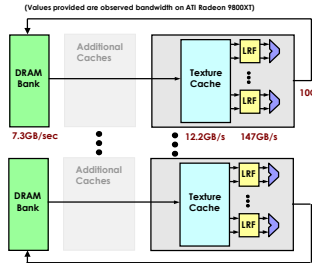 (Values provided are observed bandwidth on ATI Radeon 9800XT)
DRAM
Bank
Additional
Caches
Texture
Cache
LRF
LRF
7.3GB/sec
12.2GB/s
147GB/s
DRAM
Bank
Additional
Caches
Texture
Cache
LRF
LRF